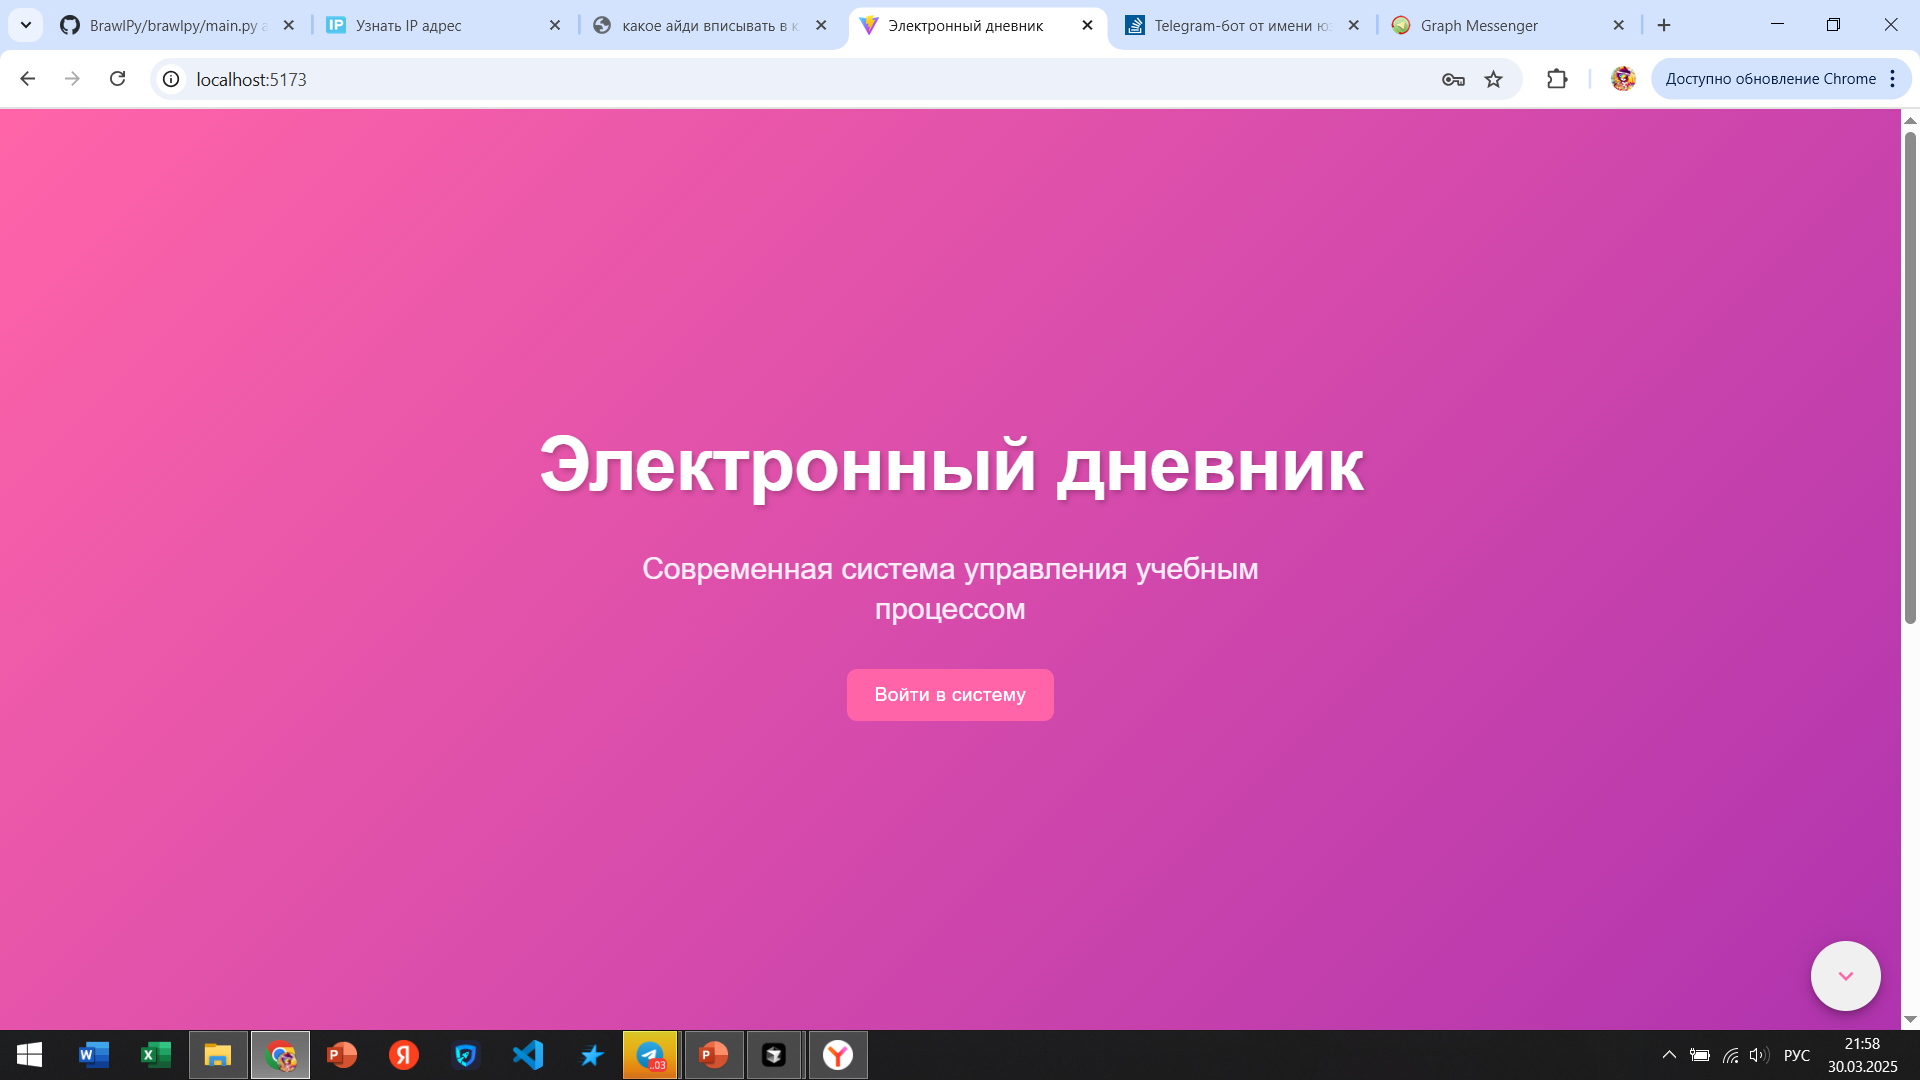 BrawlPy/brawlpy/main.py a
Узнать IP адрес
какое айди вписывать в к
Электронный дневник
Telegram-бот от имени юз
Graph Messenger
localhost:5173
Доступно обновление Chrome
Электронный дневник
Современная система управления учебным
процессом
Войти в систему
..03
РУС
21:58
30.03.2025